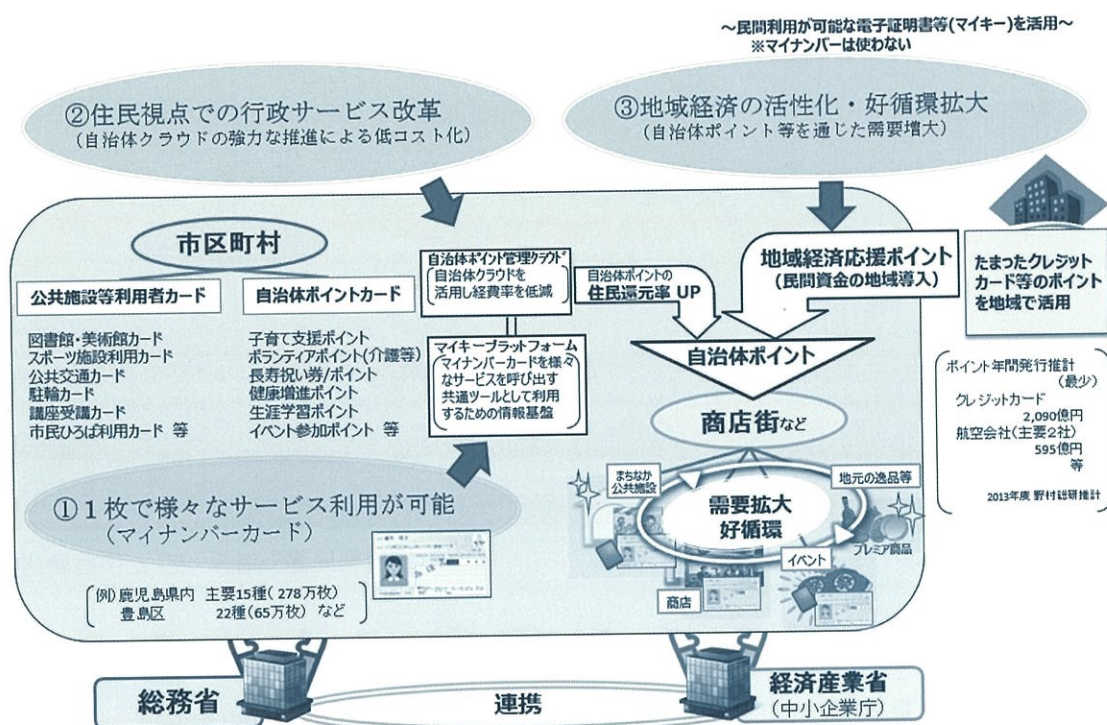 ～民間利用が可能な電子証明書等(マイキー)を活用～
※マイナンバーは使わない
②住民視点での行政サービス改革
(自治体クラウドの強力な推進による低コスト化)
③地域経済の活性化・好循環拡大
(自治体ポイント等を通じた需要増大)
市区町村
公共施設等利用者カード
図書館・美術館カード
スポーツ施設利用カード
公共交通カード
駐輪カード
講座受講カード
市民ひろば利用カード 等
自治体ポイントカード
子育て支援ポイント
ボランティアポイント(介護等)
長寿祝い券/ポイント
健康増進ポイント
生涯学習ポイント
イベント参加ポイント 等
自治体ポイント管理クラウド
自治体クラウドを
活用し経費率を低減
マイキープラットフォーム
マイナンバーカードを様々
なサービスを呼び出す
共通ツールとして利用
するための情報基盤
自治体ポイントの
住民還元率 UP
地域経済応援ポイント
(民間資金の地域導入)
自治体ポイント
たまったクレジット
カード等のポイント
を地域で活用
ポイント年間発行推計
(最少)
クレジットカード
2,090億円
航空会社(主要2社)
595億円
等
2013年度 野村総研推計
商店街など
まちなか
公共施設
地元の逸品等
需要拡大
好循環
プレミア商品
イベント
商店
①１枚で様々なサービス利用が可能
(マイナンバーカード)
(例) 鹿児島県内 主要15種(278万枚)
豊島区 22種(65万枚) など
総務省
連携
経済産業省
(中小企業庁)